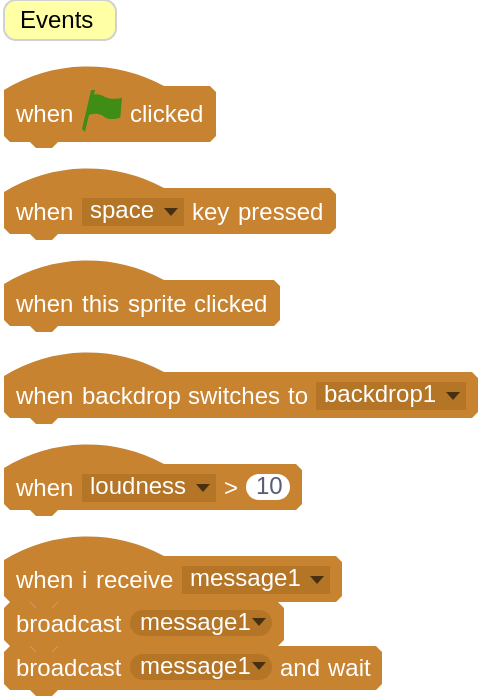 Events
when clicked
when space key pressed
when this sprite clicked
when backdrop switches to backdrop1
when loudness > 10
when i receive message1
broadcast message1
broadcast message1 and wait